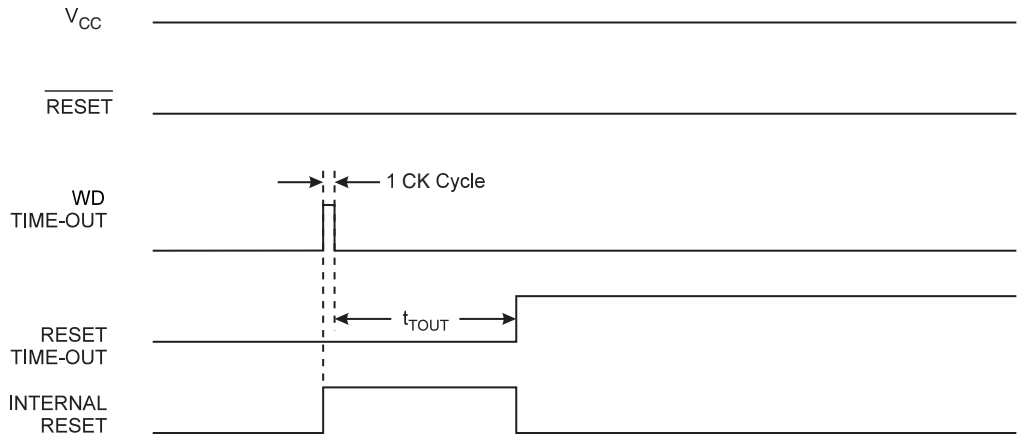 VCC
RESET
1 CK Cycle
WD
TIME-OUT
tTOUT
RESET
TIME-OUT
INTERNAL
RESET